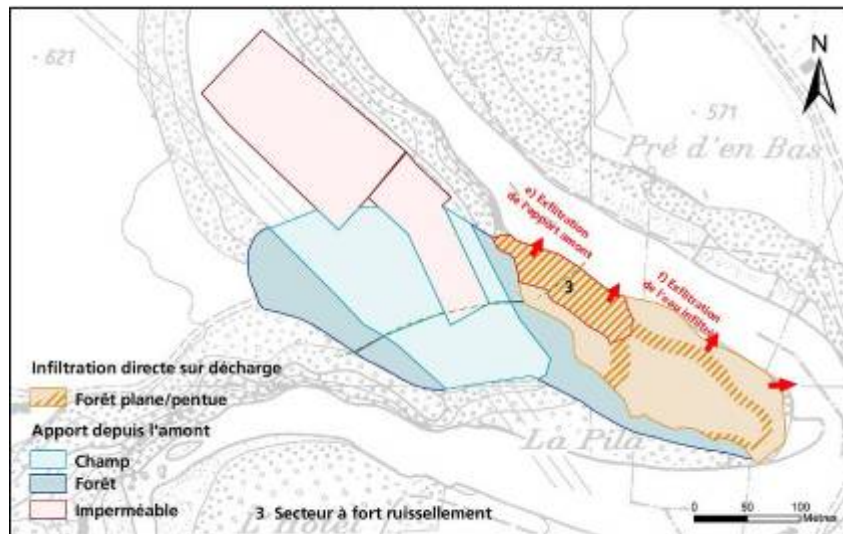 621
573
571
N
Pré d'en Bas
e) Exfiltration
de l'apport amont
f) Exfiltration
de l'eau infiltrée
3
Infiltration directe sur décharge
Forêt plane/pentue
Apport depuis l'amont
Champ
Forêt
Imperméable
La Pila
3 Secteur à fort ruissellement
0 50 100
Mètres